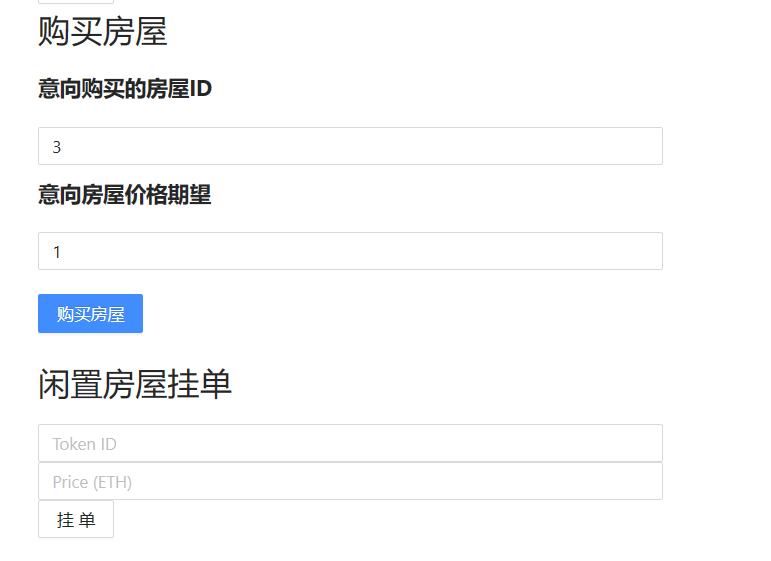 购买房屋
意向购买的房屋ID
3
意向房屋价格期望
1
购买房屋
闲置房屋挂单
Token ID
Price (ETH)
挂 单